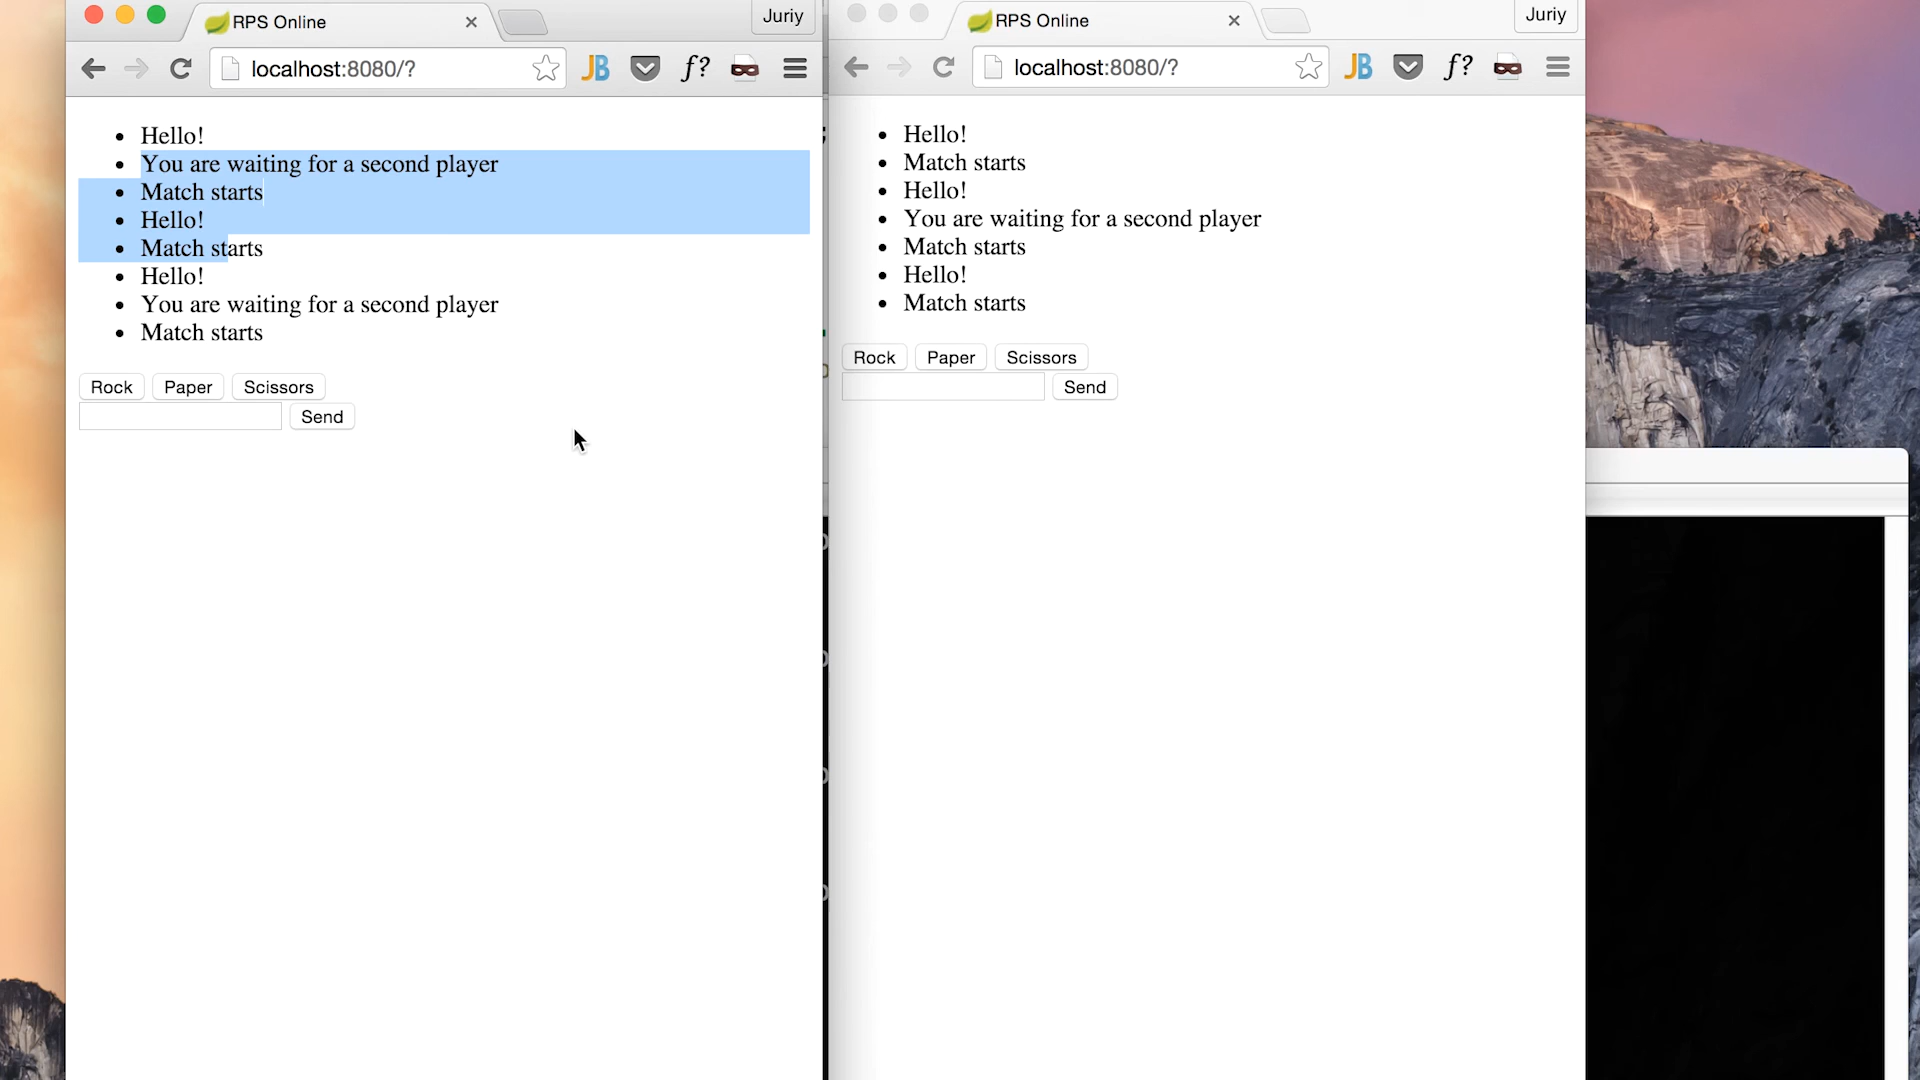 RPS Online
Juriy
localhost:8080/?
JB
f?
Hello!
You are waiting for a second player
Match starts
Hello!
Match starts
Hello!
You are waiting for a second player
Match starts
Rock
Paper
Scissors
Send
RPS Online
Juriy
localhost:8080/?
JB
f?
Hello!
Match starts
Hello!
You are waiting for a second player
Match starts
Hello!
Match starts
Rock
Paper
Scissors
Send